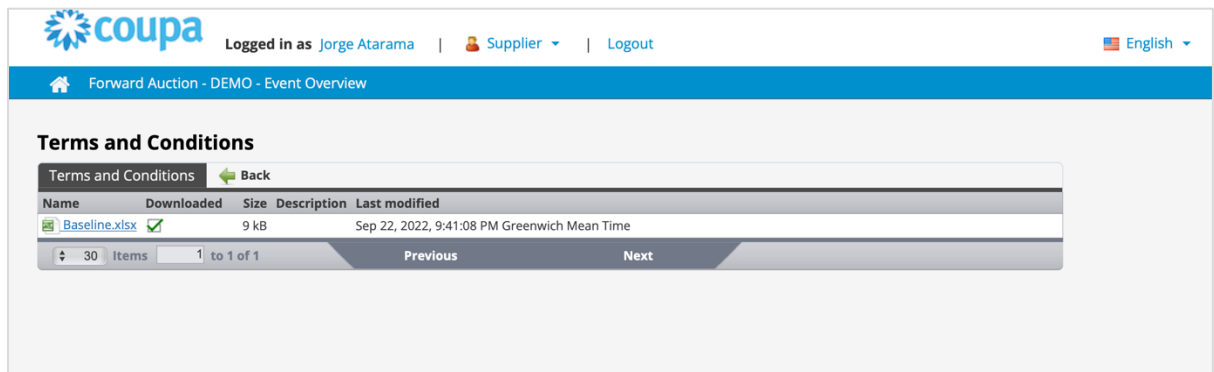 coupa
Logged in as Jorge Atarama | Supplier | Logout
English
Forward Auction - DEMO - Event Overview
Terms and Conditions
Terms and Conditions Back
Name Downloaded Size Description Last modified
Baseline.xlsx 9 kB Sep 22, 2022, 9:41:08 PM Greenwich Mean Time
30 Items 1 to 1 of 1 Previous Next